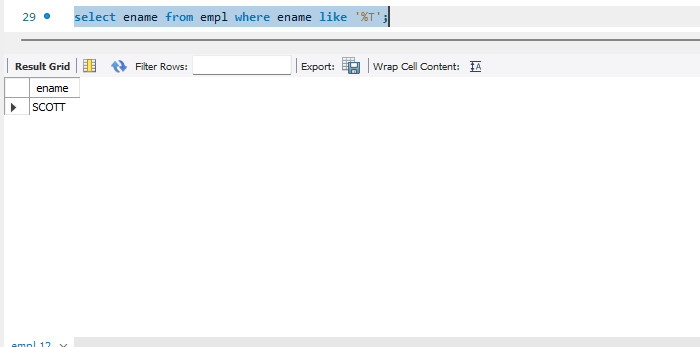 29
select ename from empl where ename like '%T';
Result Grid Filter Rows: Export: Wrap Cell Content:
ename
SCOTT
empl 12